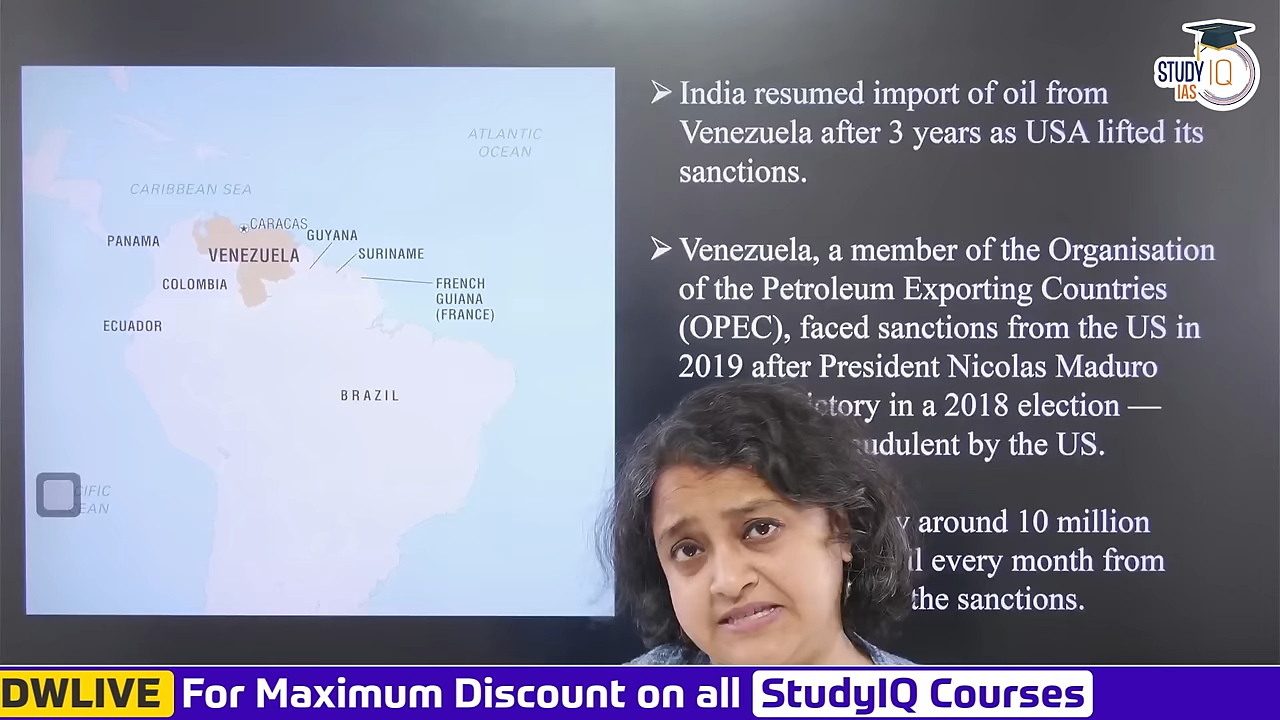 STUDY IQ
IAS
ATLANTIC
OCEAN
CARIBBEAN SEA
CARACAS
PANAMA
GUYANA
VENEZUELA
SURINAME
COLOMBIA
FRENCH
GUIANA
(FRANCE)
ECUADOR
BRAZIL
CIFIC
EAN
➢ India resumed import of oil from
Venezuela after 3 years as USA lifted its
sanctions.
➢ Venezuela, a member of the Organisation
of the Petroleum Exporting Countries
(OPEC), faced sanctions from the US in
2019 after President Nicolas Maduro
ictory in a 2018 election —
udulent by the US.
around 10 million
l every month from
the sanctions.
DWLIVE For Maximum Discount on all StudyIQ Courses